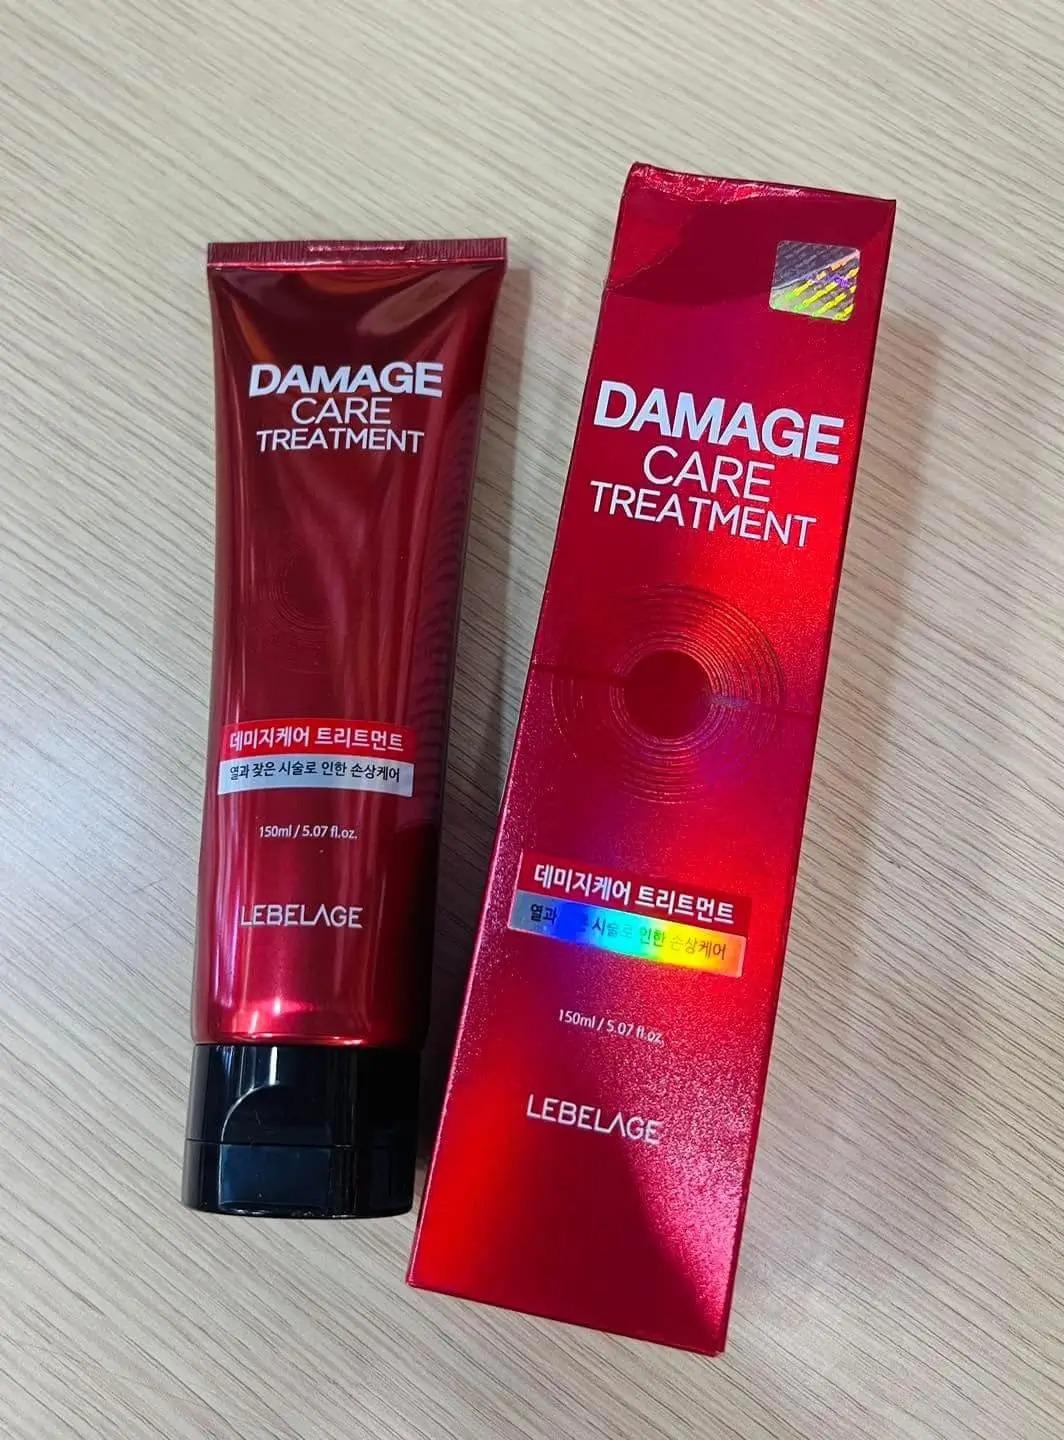 DAMAGE
CARE
TREATMENT
데미지케어 트리트먼트
열과 잦은 시술로 인한 손상케어
150ml / 5.07 fl.oz.
LEBELAGE
DAMAGE
CARE
TREATMENT
데미지케어 트리트먼트
열과 시술로 인한 손상케어
150ml / 5.07 fl.oz.
LEBELAGE